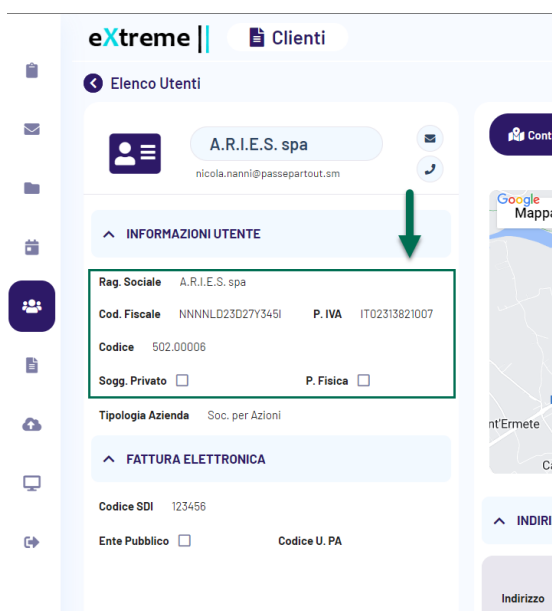 eXtreme || Clienti
Elenco Utenti
A.R.I.E.S. spa
nicola.nanni@passepartout.sm
Cont
Google
Mappa
INFORMAZIONI UTENTE
Rag. Sociale A.R.I.E.S. spa
Cod. Fiscale NNNNLD23D27Y345I P. IVA IT02313821007
Codice 502.00006
Sogg. Privato P. Fisica
Tipologia Azienda Soc. per Azioni
nt'Ermete
FATTURA ELETTRONICA
Ca
Codice SDI 123456
INDIRI
Ente Pubblico Codice U. PA
Indirizzo